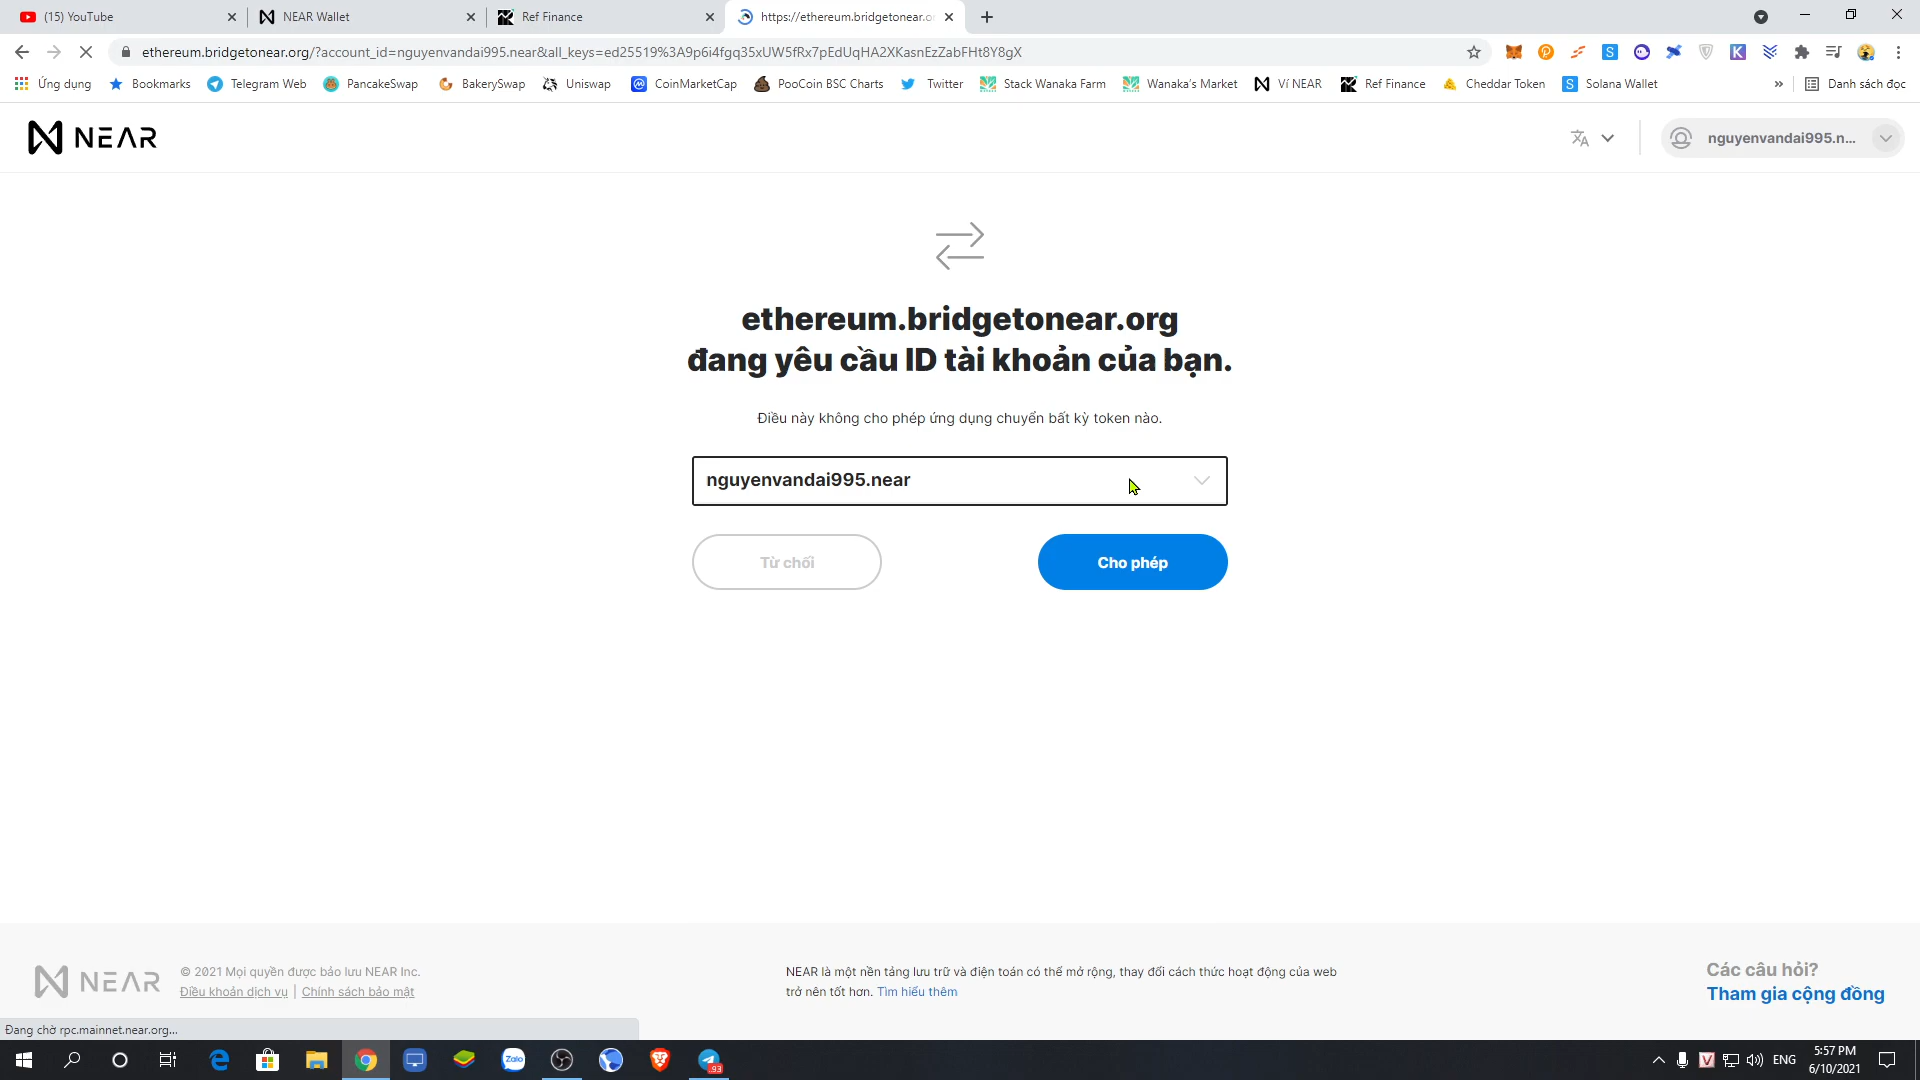 (15) YouTube
NEAR Wallet
Ref Finance
https://ethereum.bridgetonear.or
ethereum.bridgetonear.org/?account_id=nguyenvandai995.near&all_keys=ed25519%3A9p6i4fgq35xUW5fRx7pEdUqHA2XKasnEzZabFHt8Y8gX
Ứng dụng
Bookmarks
Telegram Web
PancakeSwap
BakerySwap
Uniswap
CoinMarketCap
PooCoin BSC Charts
Twitter
Stack Wanaka Farm
Wanaka's Market
Ví NEAR
Ref Finance
Cheddar Token
Solana Wallet
»
Danh sách đọc
NEAR
nguyenvandai995.n...
ethereum.bridgetonear.org
đang yêu cầu ID tài khoản của bạn.
Điều này không cho phép ứng dụng chuyển bất kỳ token nào.
nguyenvandai995.near
Từ chối
Cho phép
NEAR
© 2021 Mọi quyền được bảo lưu NEAR Inc.
Điều khoản dịch vụ | Chính sách bảo mật
NEAR là một nền tảng lưu trữ và điện toán có thể mở rộng, thay đổi cách thức hoạt động của web
trở nên tốt hơn. Tìm hiểu thêm
Các câu hỏi?
Tham gia cộng đồng
Đang chờ rpc.mainnet.near.org...
Zalo
93
ENG
5:57 PM
6/10/2021